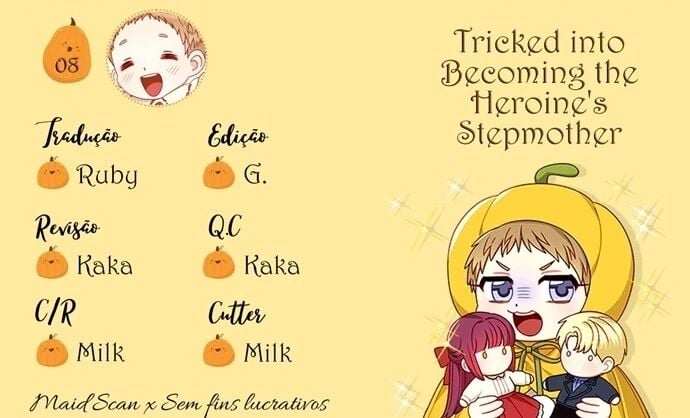 08
Tricked into
Becoming the
Heroine's
Stepmother
Tradução
Ruby
Edição
G.
Revisão
Kaka
Q.C
Kaka
C/R
Milk
Cutter
Milk
Maid Scan x Sem fins lucrativos